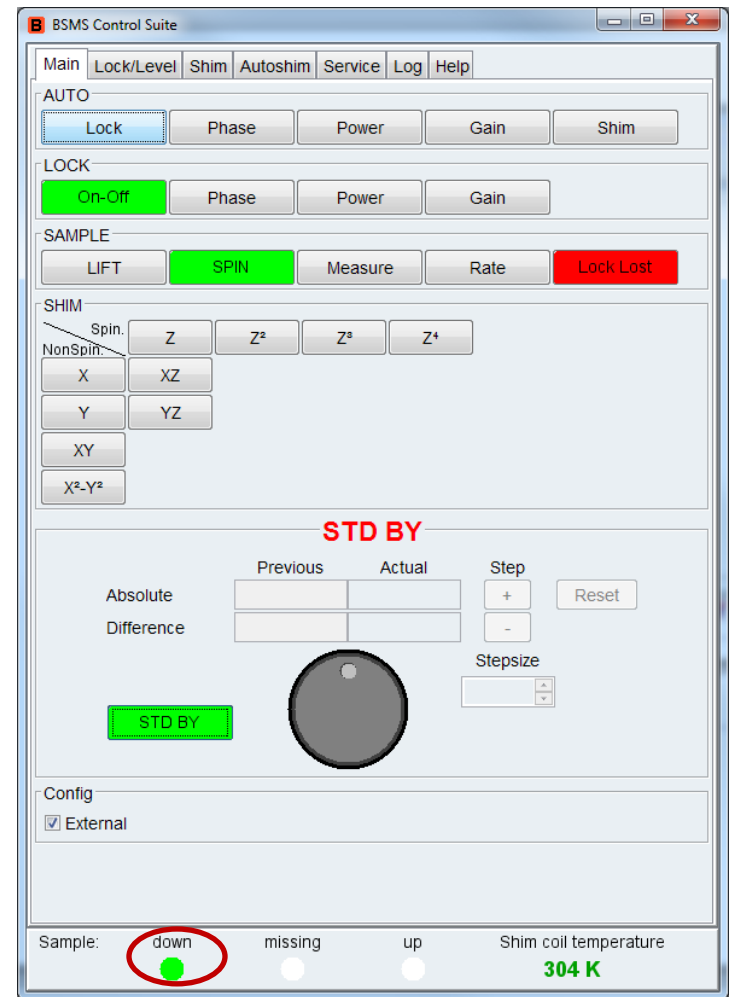 B BSMS Control Suite
Main Lock/Level Shim Autoshim Service Log Help
AUTO
Lock Phase Power Gain Shim
LOCK
On-Off Phase Power Gain
SAMPLE
LIFT SPIN Measure Rate Lock Lost
SHIM
Spin.
NonSpin.
Z Z² Z³ Z⁴
X XZ
Y YZ
XY
X²-Y²
STD BY
Previous Actual Step
Absolute + Reset
Difference -
Stepsize
STD BY
Config
External
Sample: down missing up Shim coil temperature
304 K